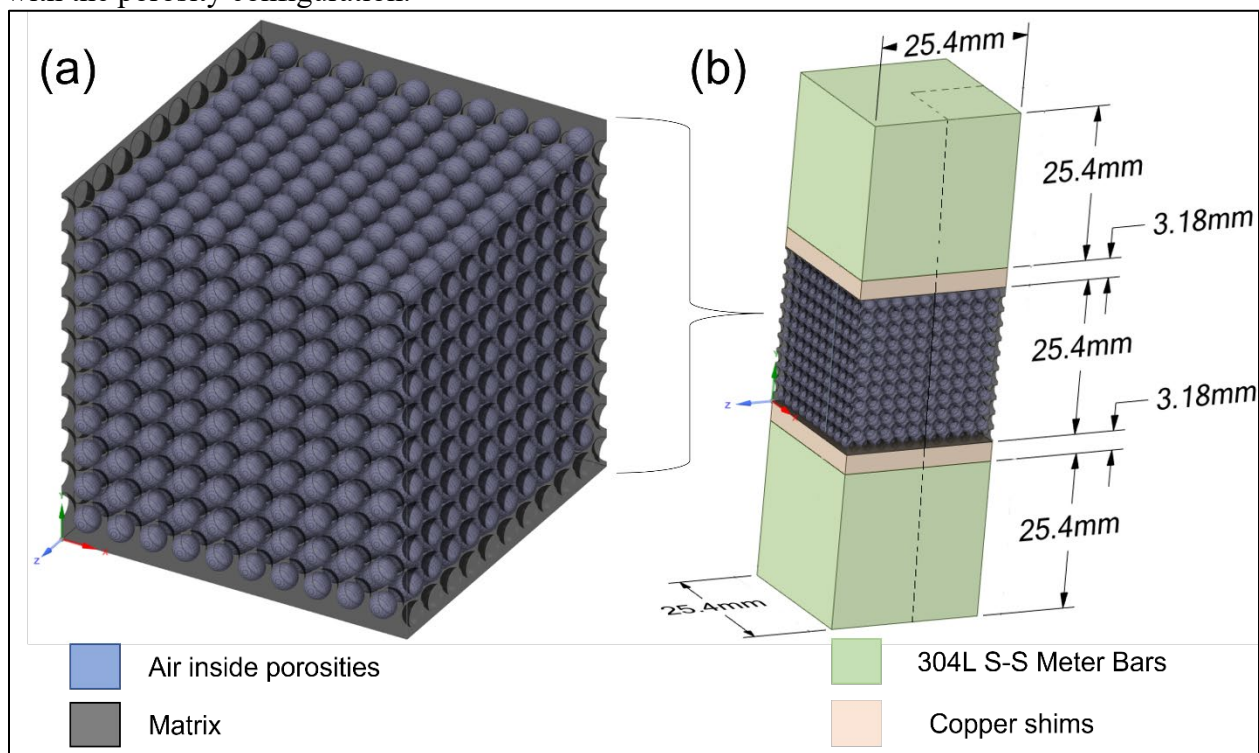 with the porosity configuration.
(a)
(b)
25.4mm
25.4mm
3.18mm
25.4mm
3.18mm
25.4mm
25.4mm
z
x
Y
z
Air inside porosities
304L S-S Meter Bars
Matrix
Copper shims